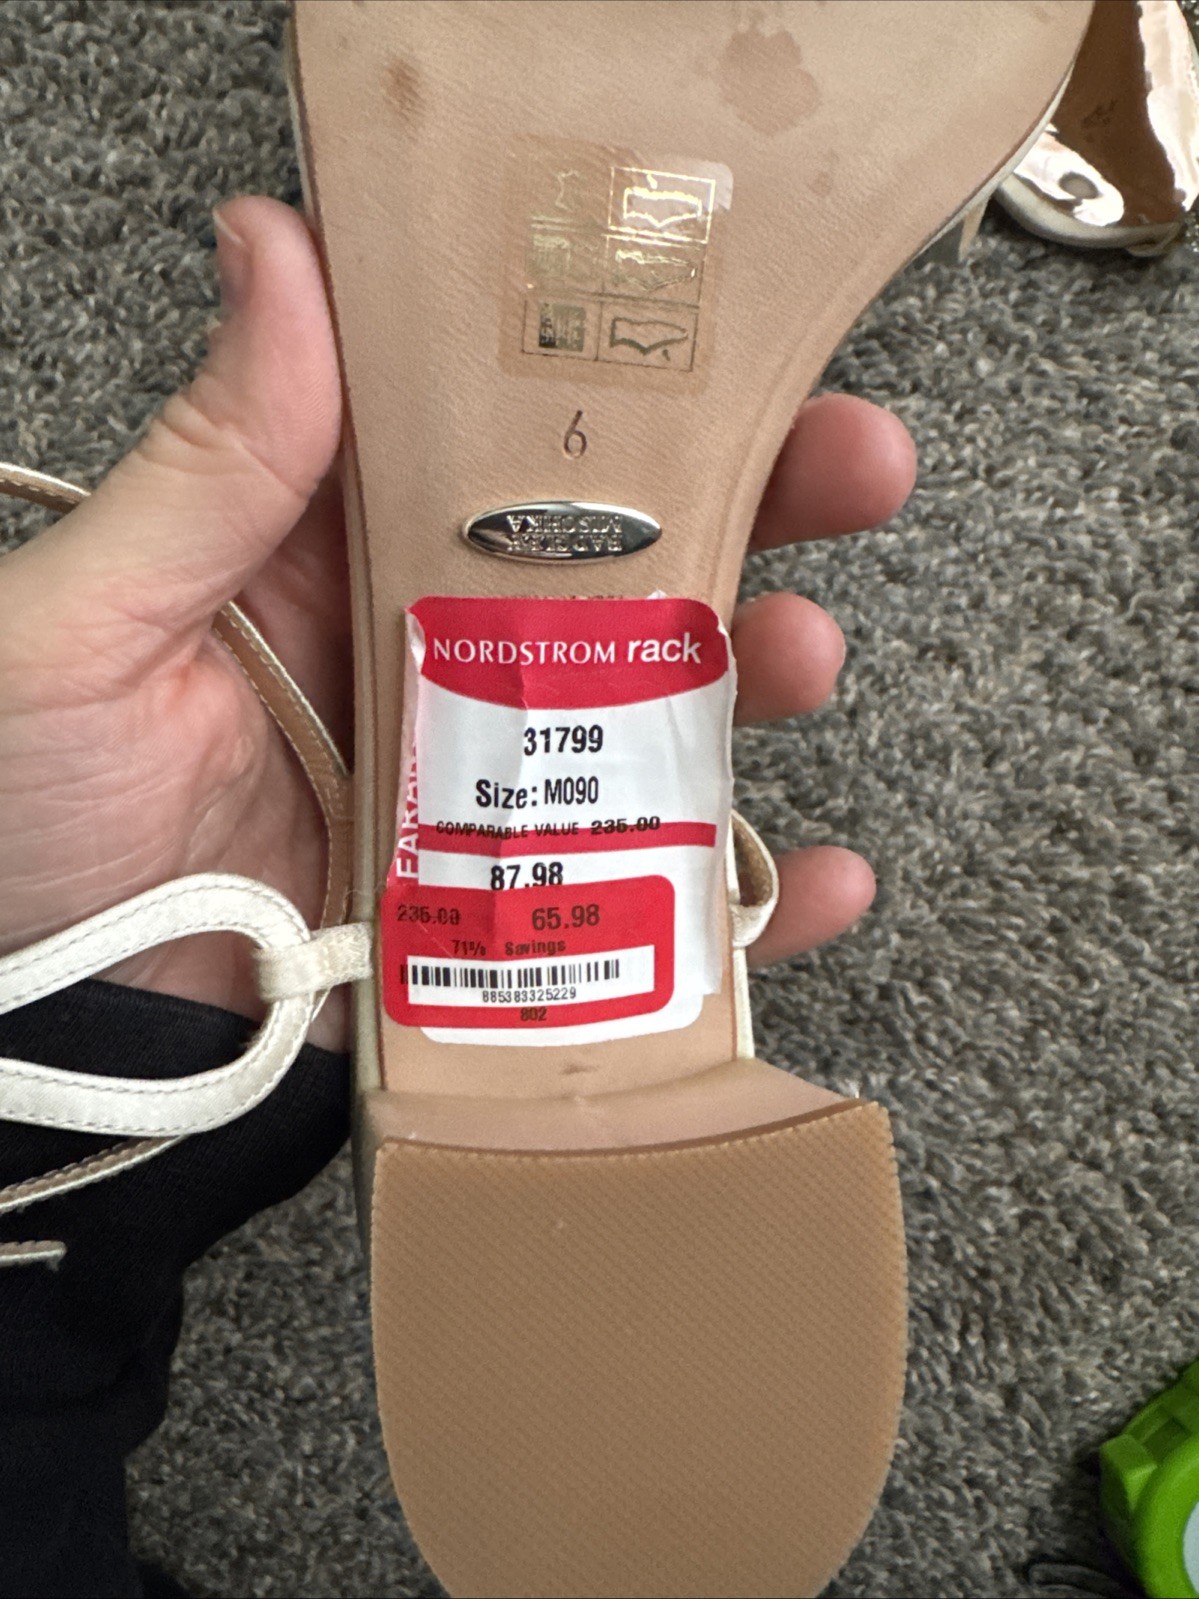 9
BADGLEY
MISCHKA
NORDSTROM rack
31799
Size: M090
COMPARABLE VALUE 235.00
87.98
235.00 65.98
71% Savings
885383325229
802